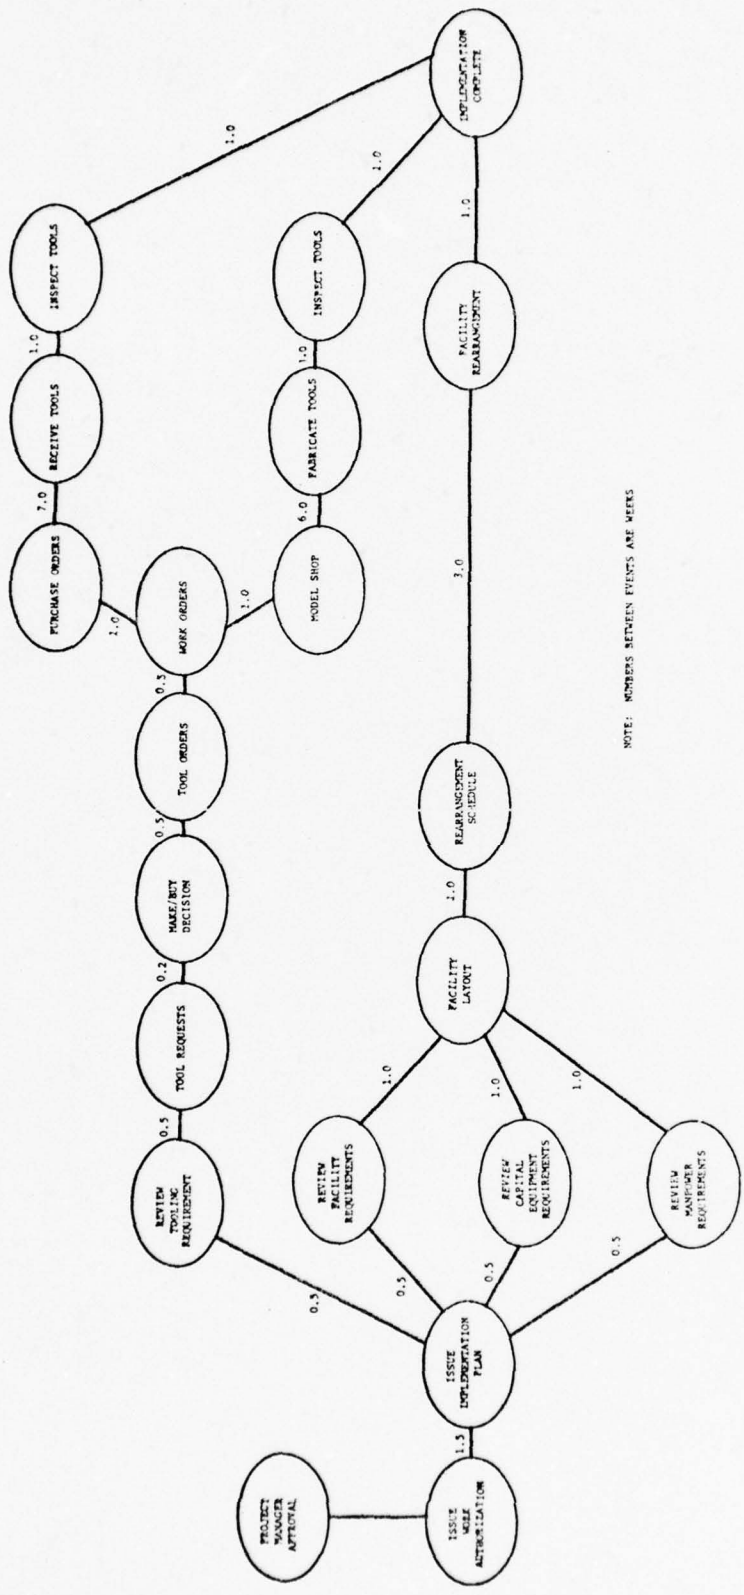 PROJECT
MANAGER
APPROVAL
ISSUE
WORK
AUTHORIZATION
1.5
ISSUE
IMPLEMENTATION
PLAN
0.5
0.5
0.5
0.5
REVIEW
TOOLING
REQUIREMENT
REVIEW
FACILITY
REQUIREMENTS
REVIEW
CAPITAL
EQUIPMENT
REQUIREMENTS
REVIEW
MANPOWER
REQUIREMENTS
0.5
TOOL REQUESTS
0.2
MAKE/BUY
DECISION
0.5
TOOL ORDERS
0.5
WORK ORDERS
1.0
1.0
PURCHASE ORDERS
7.0
RECEIVE TOOLS
1.0
INSPECT TOOLS
1.0
MODEL SHOP
6.0
FABRICATE TOOLS
1.0
INSPECT TOOLS
1.0
1.0
1.0
1.0
FACILITY
LAYOUT
1.0
REARRANGEMENT
SCHEDULE
3.0
FACILITY
REARRANGEMENT
1.0
IMPLEMENTATION
COMPLETE
NOTE: NUMBERS BETWEEN EVENTS ARE WEEKS